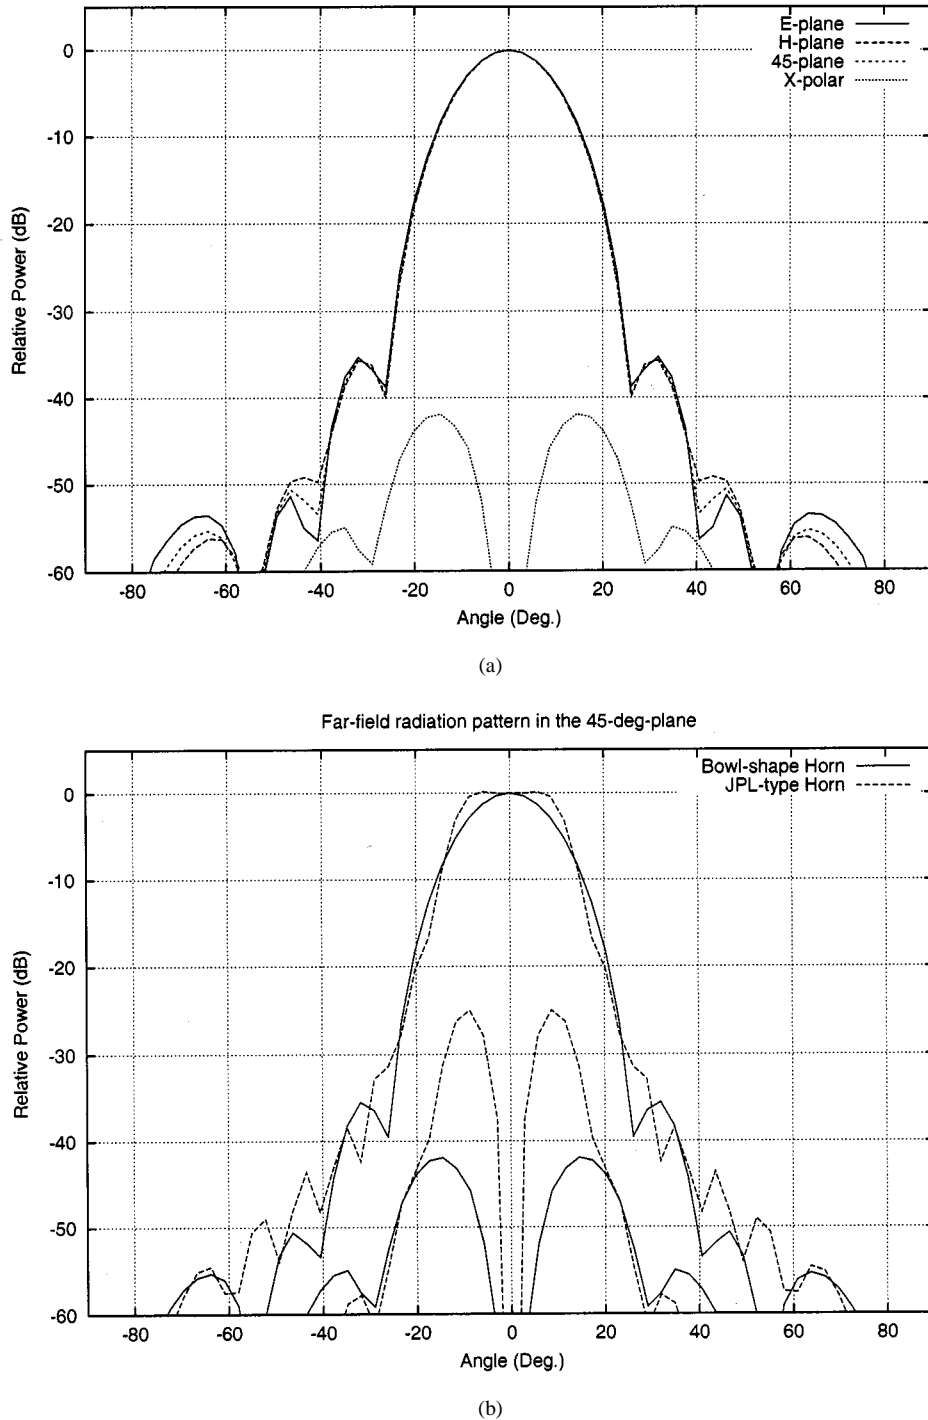 E-plane
H-plane
45-plane
X-polar
0
-10
-20
-30
-40
-50
-60
Relative Power (dB)
-80 -60 -40 -20 0 20 40 60 80
Angle (Deg.)
(a)
Far-field radiation pattern in the 45-deg-plane
Bowl-shape Horn
JPL-type Horn
0
-10
-20
-30
-40
-50
-60
Relative Power (dB)
-80 -60 -40 -20 0 20 40 60 80
Angle (Deg.)
(b)